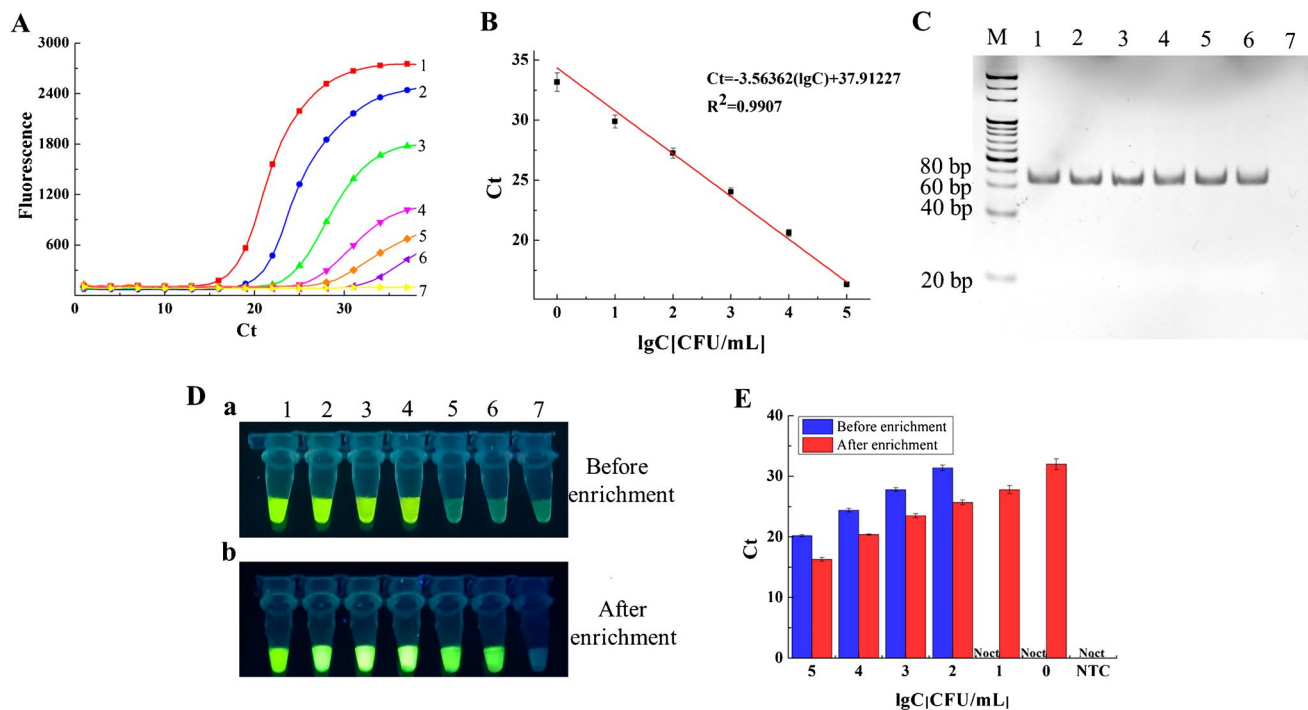 A
3000
2400
1800
1200
600
0
10
20
30
Fluorescence
Ct
1
2
3
4
5
6
7
B
35
30
25
20
Ct
0 1 2 3 4 5
lgC[CFU/mL]
Ct=-3.56362(lgC)+37.91227
R²=0.9907
C
M 1 2 3 4 5 6 7
80 bp
60 bp
40 bp
20 bp
D
a
1 2 3 4 5 6 7
Before
enrichment
b
After
enrichment
E
40
30
20
10
0
Ct
Before enrichment
After enrichment
Noct Noct Noct
5 4 3 2 1 0 NTC
lgC[CFU/mL]